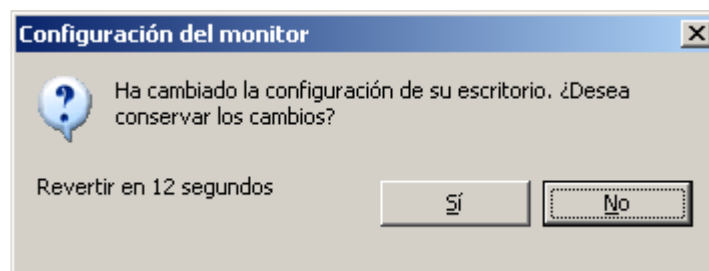 Configuración del monitor
Ha cambiado la configuración de su escritorio. ¿Desea
conservar los cambios?
Revertir en 12 segundos
Sí
No